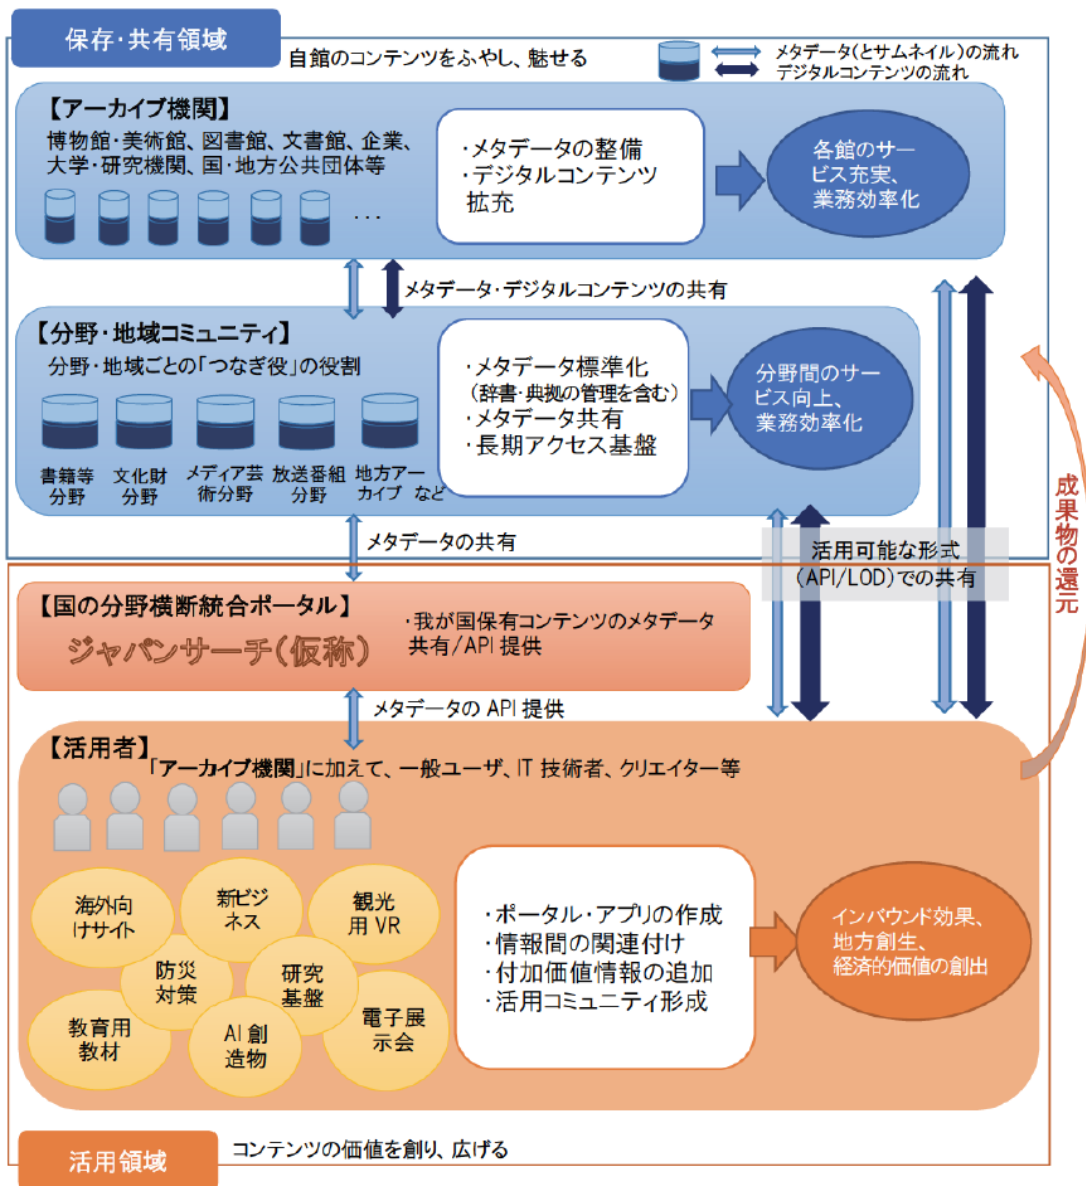 保存・共有領域
自館のコンテンツをふやし、魅せる
メタデータ(とサムネイル)の流れ
デジタルコンテンツの流れ
【アーカイブ機関】
博物館・美術館、図書館、文書館、企業、
大学・研究機関、国・地方公共団体等
...
・メタデータの整備
・デジタルコンテンツ
拡充
各館のサー
ビス充実、
業務効率化
メタデータ・デジタルコンテンツの共有
【分野・地域コミュニティ】
分野・地域ごとの「つなぎ役」の役割
書籍等
分野
文化財
分野
メディア芸
術分野
放送番組
分野
地方アー
カイブ など
・メタデータ標準化
(辞書・典拠の管理を含む)
・メタデータ共有
・長期アクセス基盤
分野間のサー
ビス向上、
業務効率化
メタデータの共有
活用可能な形式
(API/LOD)での共有
成果物の還元
【国の分野横断統合ポータル】
ジャパンサーチ(仮称)
・我が国保有コンテンツのメタデータ
共有/API 提供
メタデータの API 提供
【活用者】
「アーカイブ機関」に加えて、一般ユーザ、IT 技術者、クリエイター等
海外向
けサイト
新ビジ
ネス
観光
用 VR
防災
対策
研究
基盤
教育用
教材
AI 創
造物
電子展
示会
・ポータル・アプリの作成
・情報間の関連付け
・付加価値情報の追加
・活用コミュニティ形成
インバウンド効果、
地方創生、
経済的価値の創出
活用領域
コンテンツの価値を創り、広げる